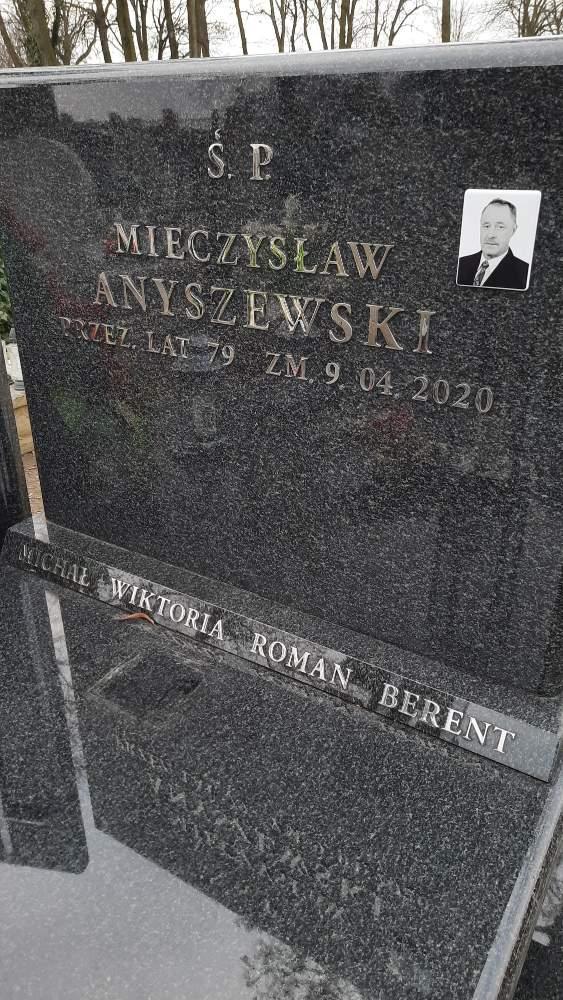 Ś. P.
MIECZYSŁAW
ANYSZEWSKI
PRZEŻ. LAT 79 ZM. 9. 04. 2020
MICHAŁ WIKTORIA ROMAN BERENT